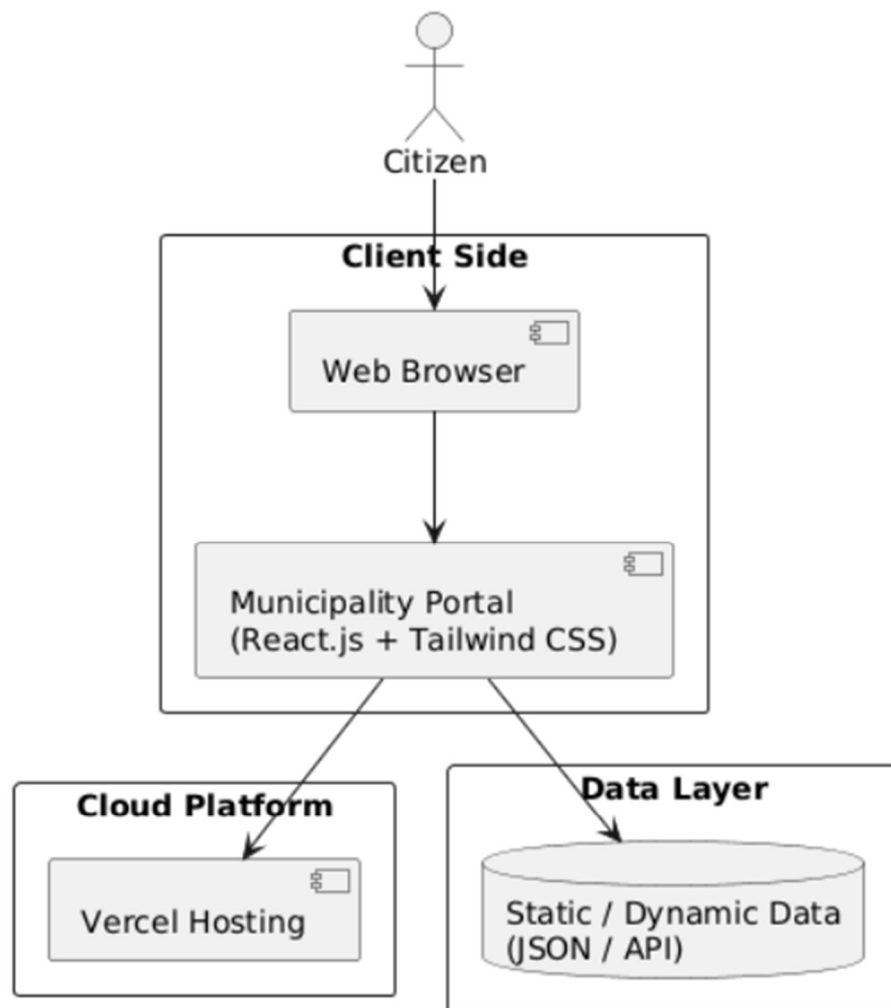 Citizen
Client Side
Web Browser
Municipality Portal
(React.js + Tailwind CSS)
Cloud Platform
Vercel Hosting
Data Layer
Static / Dynamic Data
(JSON / API)